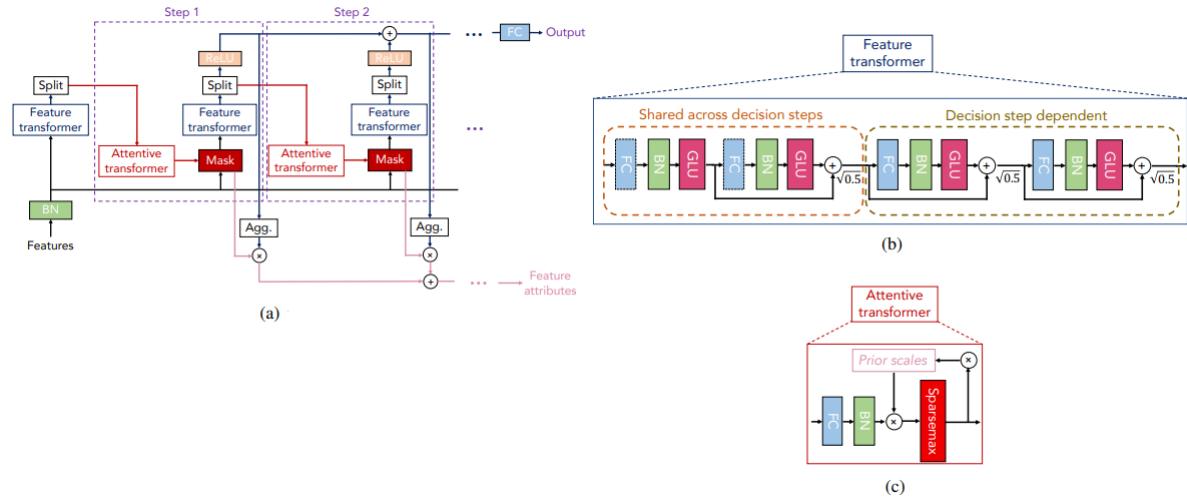 Step 1
Step 2
FC
Output
ReLU
ReLU
Split
Split
Split
Feature
transformer
Feature
transformer
Feature
transformer
Attentive
transformer
Mask
Attentive
transformer
Mask
BN
Features
Agg.
Agg.
Feature
attributes
(a)
Feature
transformer
Shared across decision steps
Decision step dependent
FC
BN
GLU
FC
BN
GLU
√0.5
FC
BN
GLU
√0.5
FC
BN
GLU
√0.5
(b)
Attentive
transformer
Prior scales
FC
BN
Sparsemax
(c)